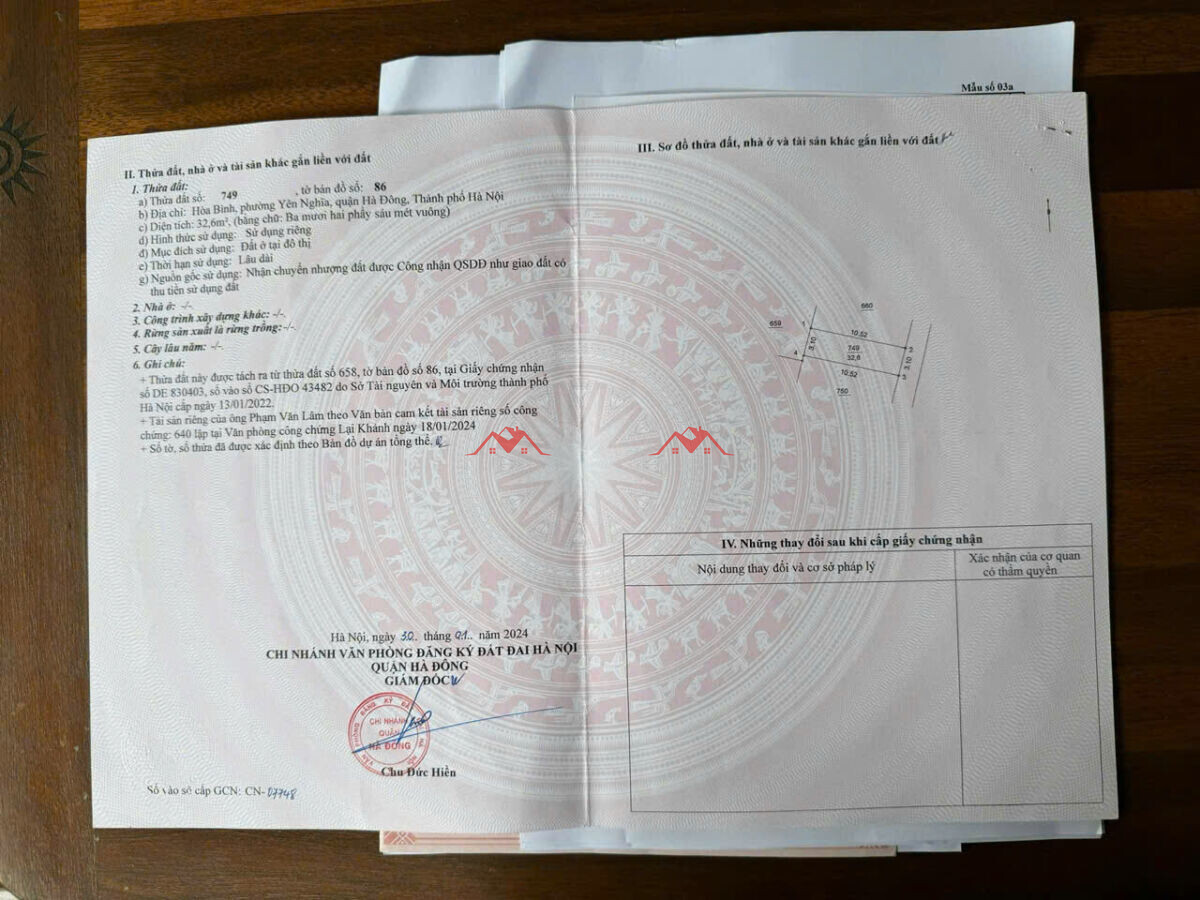 Mẫu số 03a
II. Thửa đất, nhà ở và tài sản khác gắn liền với đất
1. Thửa đất:
a) Thửa đất số: 749 , tờ bản đồ số: 86
b) Địa chỉ: Hòa Bình, phường Yên Nghĩa, quận Hà Đông, Thành phố Hà Nội
c) Diện tích: 32,6m², (bằng chữ: Ba mươi hai phẩy sáu mét vuông)
d) Hình thức sử dụng: Sử dụng riêng
đ) Mục đích sử dụng: Đất ở tại đô thị
e) Thời hạn sử dụng: Lâu dài
g) Nguồn gốc sử dụng: Nhận chuyển nhượng đất được Công nhận QSDĐ như giao đất có
thu tiền sử dụng đất
2. Nhà ở: -/-
3. Công trình xây dựng khác: -/-.
4. Rừng sản xuất là rừng trồng:-/-.
5. Cây lâu năm: -/-.
6. Ghi chú:
+ Thửa đất này được tách ra từ thửa đất số 658, tờ bản đồ số 86, tại Giấy chứng nhận
số DE 830403, số vào sổ CS-HĐO 43482 do Sở Tài nguyên và Môi trường thành phố
Hà Nội cấp ngày 13/01/2022.
+ Tài sản riêng của ông Phạm Văn Lâm theo Văn bản cam kết tài sản riêng số công
chứng: 640 lập tại Văn phòng công chứng Lại Khánh ngày 18/01/2024
+ Số tờ, số thửa đã được xác định theo Bản đồ dự án tổng thể.
Hà Nội, ngày 30.. tháng 01.. năm 2024
CHI NHÁNH VĂN PHÒNG ĐĂNG KÝ ĐẤT ĐAI HÀ NỘI
QUẬN HÀ ĐÔNG
GIÁM ĐỐC
CHI NHÁNH
QUẬN
HÀ ĐÔNG
Chu Đức Hiền
Số vào sổ cấp GCN: CN-07748
III. Sơ đồ thửa đất, nhà ở và tài sản khác gắn liền với đất
660
659
1
10.52
2
3.10
749
32,6
3.10
4
10.52
3
750
IV. Những thay đổi sau khi cấp giấy chứng nhận
Nội dung thay đổi và cơ sở pháp lý
Xác nhận của cơ quan
có thẩm quyền